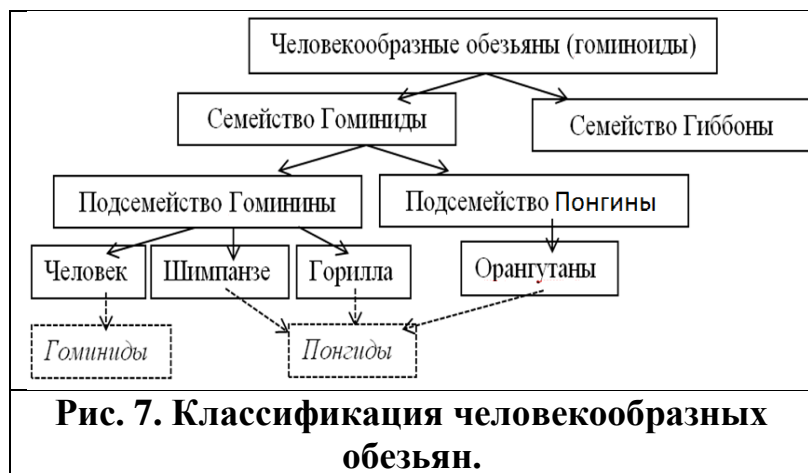 Человекообразные обезьяны (гоминоиды)
Семейство Гоминиды
Семейство Гиббоны
Подсемейство Гоминины
Подсемейство Понгины
Человек
Шимпанзе
Горилла
Орангутаны
Гоминиды
Понгиды
Рис. 7. Классификация человекообразных
обезьян.